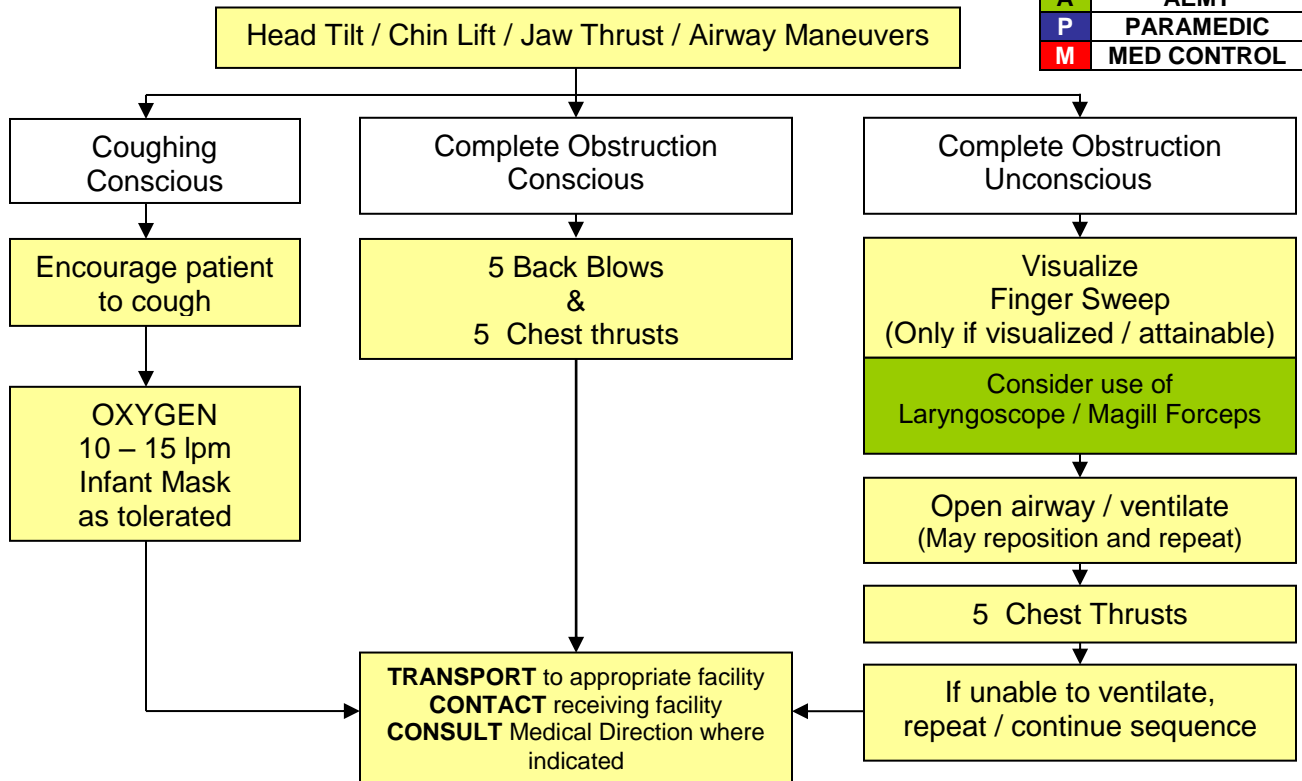 A AEMT
P PARAMEDIC
M MED CONTROL
Head Tilt / Chin Lift / Jaw Thrust / Airway Maneuvers
Coughing
Conscious
Encourage patient
to cough
OXYGEN
10 – 15 lpm
Infant Mask
as tolerated
Complete Obstruction
Conscious
5 Back Blows
&
5 Chest thrusts
Complete Obstruction
Unconscious
Visualize
Finger Sweep
(Only if visualized / attainable)
Consider use of
Laryngoscope / Magill Forceps
Open airway / ventilate
(May reposition and repeat)
5 Chest Thrusts
If unable to ventilate,
repeat / continue sequence
TRANSPORT to appropriate facility
CONTACT receiving facility
CONSULT Medical Direction where
indicated